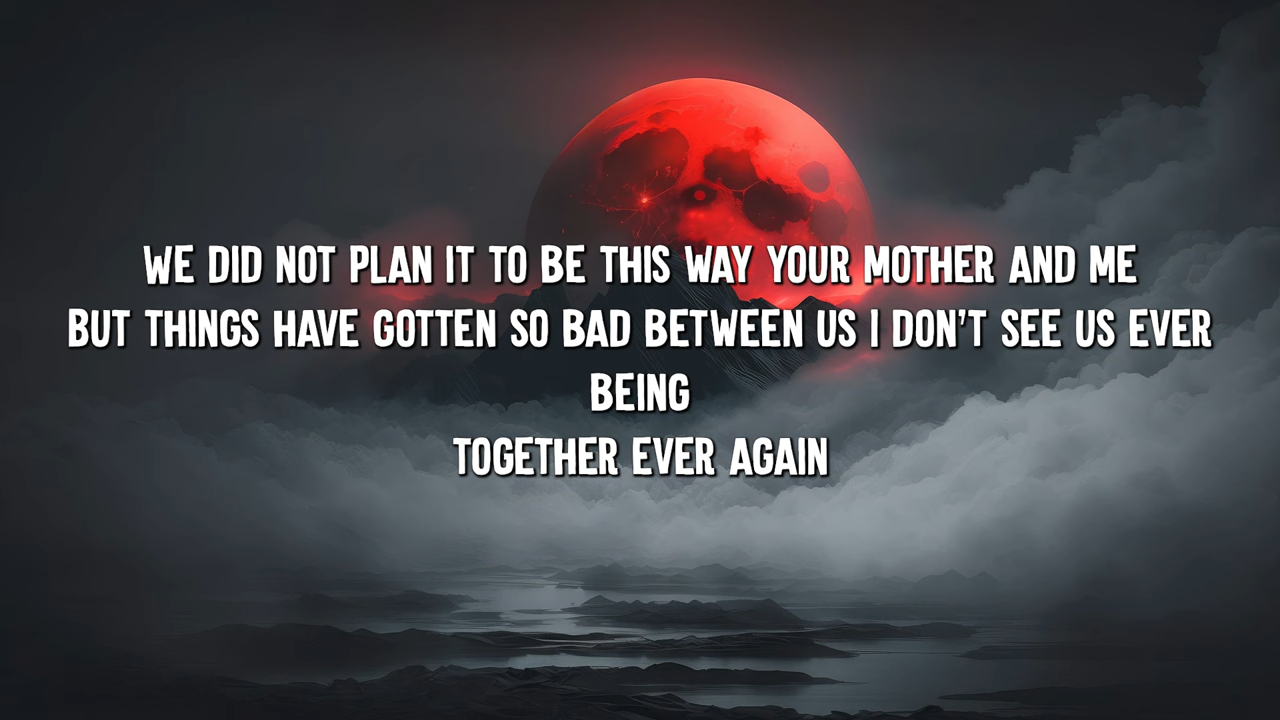 WE DID NOT PLAN IT TO BE THIS WAY YOUR MOTHER AND ME
BUT THINGS HAVE GOTTEN SO BAD BETWEEN US I DON'T SEE US EVER
BEING
TOGETHER EVER AGAIN